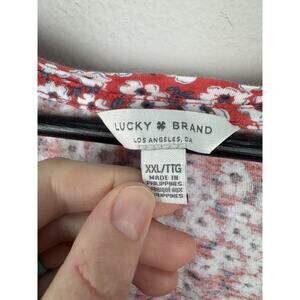 LUCKY BRAND
LOS ANGELES, CA
XXL/TTG
MADE IN
PHILIPPINES